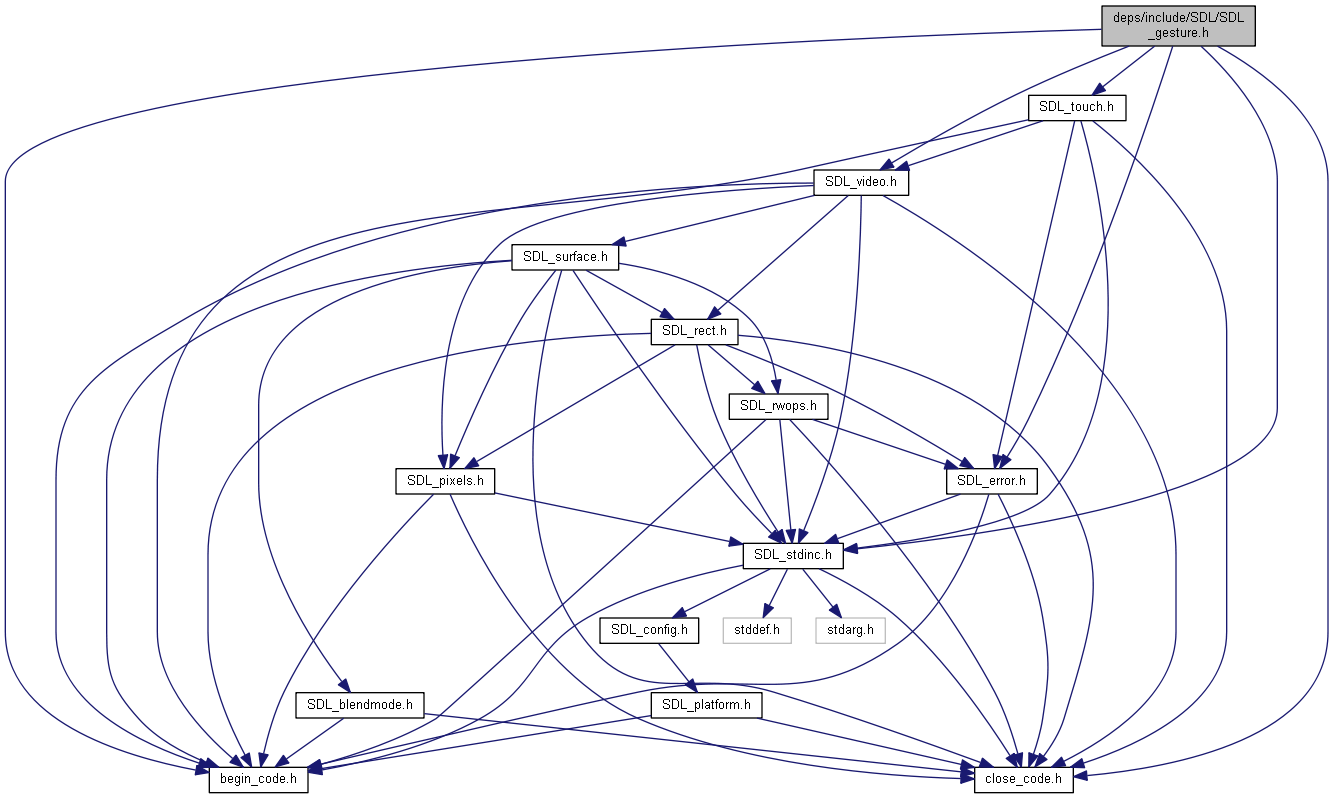 deps/include/SDL/SDL
_gesture.h
SDL_touch.h
SDL_video.h
SDL_surface.h
SDL_rect.h
SDL_rwops.h
SDL_pixels.h
SDL_error.h
SDL_stdinc.h
SDL_config.h
stddef.h
stdarg.h
SDL_blendmode.h
SDL_platform.h
begin_code.h
close_code.h